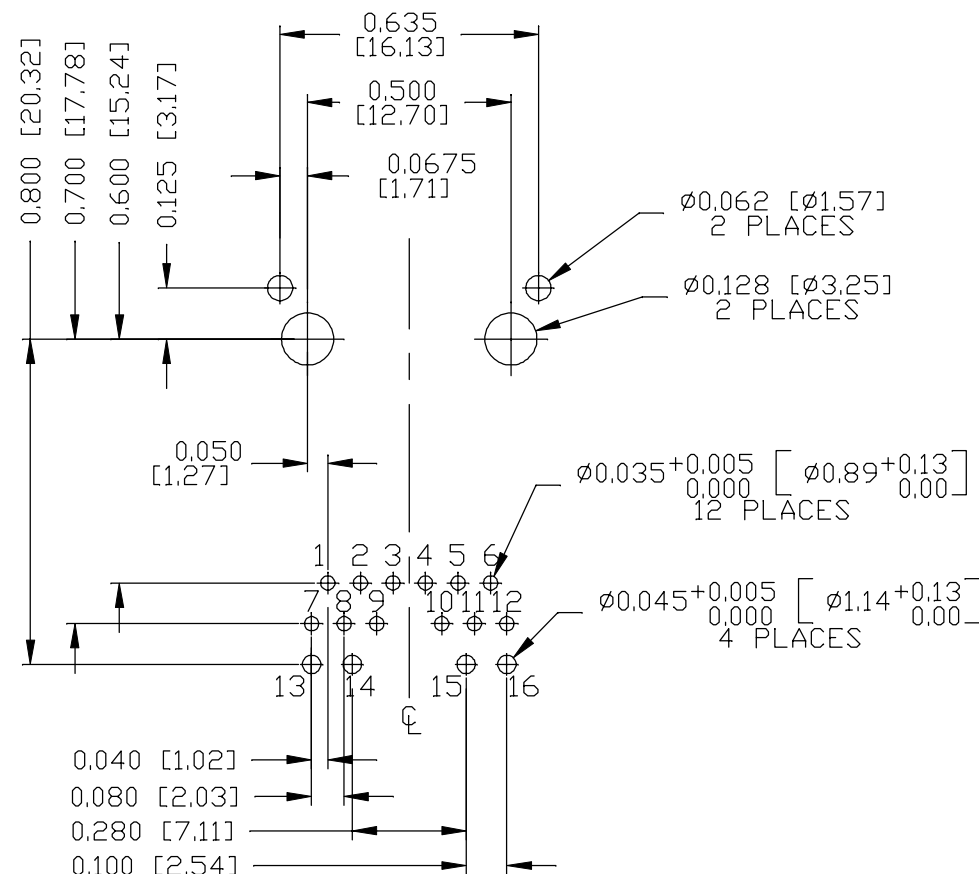 0.635
[16.13]
0.500
[12.70]
0.0675
[1.71]
0.800 [20.32]
0.700 [17.78]
0.600 [15.24]
0.125 [3.17]
Ø0.062 [Ø1.57]
2 PLACES
Ø0.128 [Ø3.25]
2 PLACES
0.050
[1.27]
Ø0.035+0.005 [Ø0.89+0.13]
0.000 0.00
12 PLACES
1 2 3 4 5 6
7 8 9 10 11 12
Ø0.045+0.005 [Ø1.14+0.13]
0.000 0.00
4 PLACES
13 14 15 16
℄
0.040 [1.02]
0.080 [2.03]
0.280 [7.11]
0.100 [2.54]